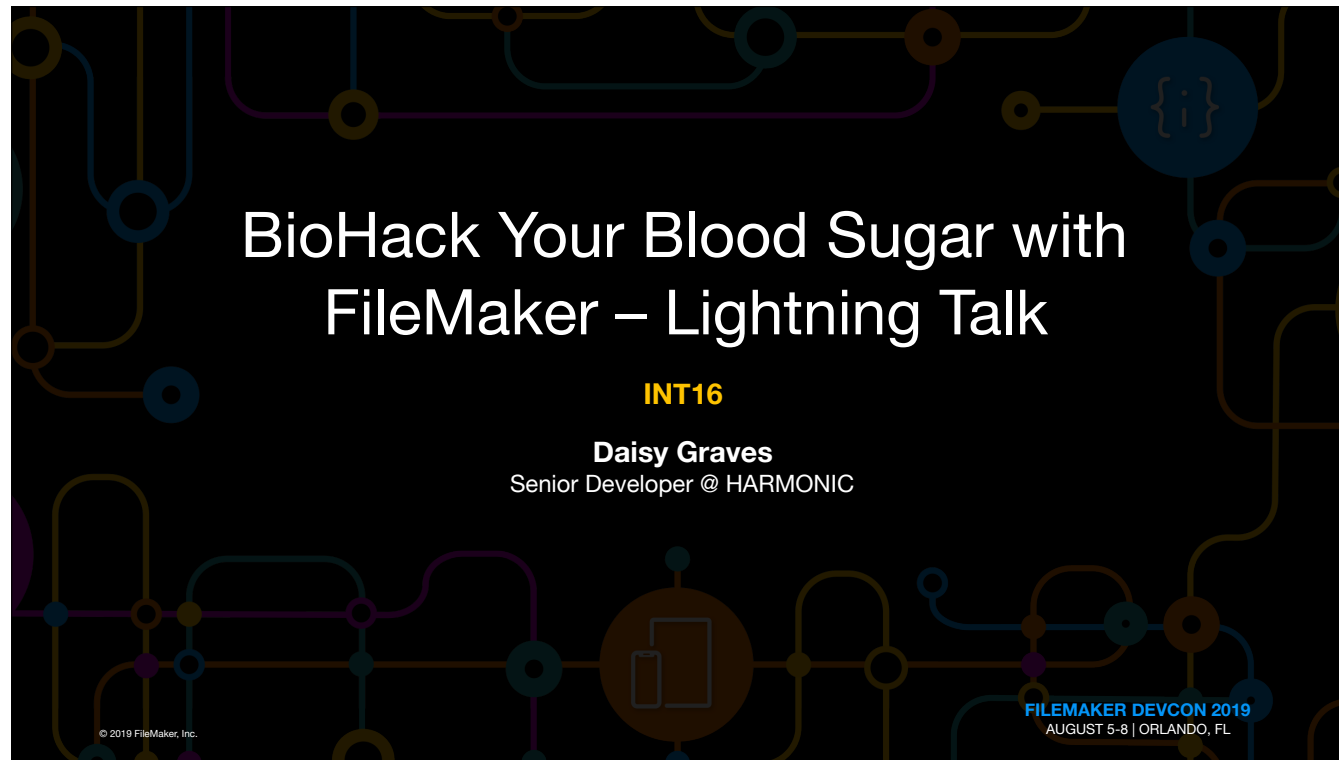 {i}
BioHack Your Blood Sugar with
FileMaker – Lightning Talk
INT16
Daisy Graves
Senior Developer @ HARMONIC
© 2019 FileMaker, Inc.
FILEMAKER DEVCON 2019
AUGUST 5-8 | ORLANDO, FL